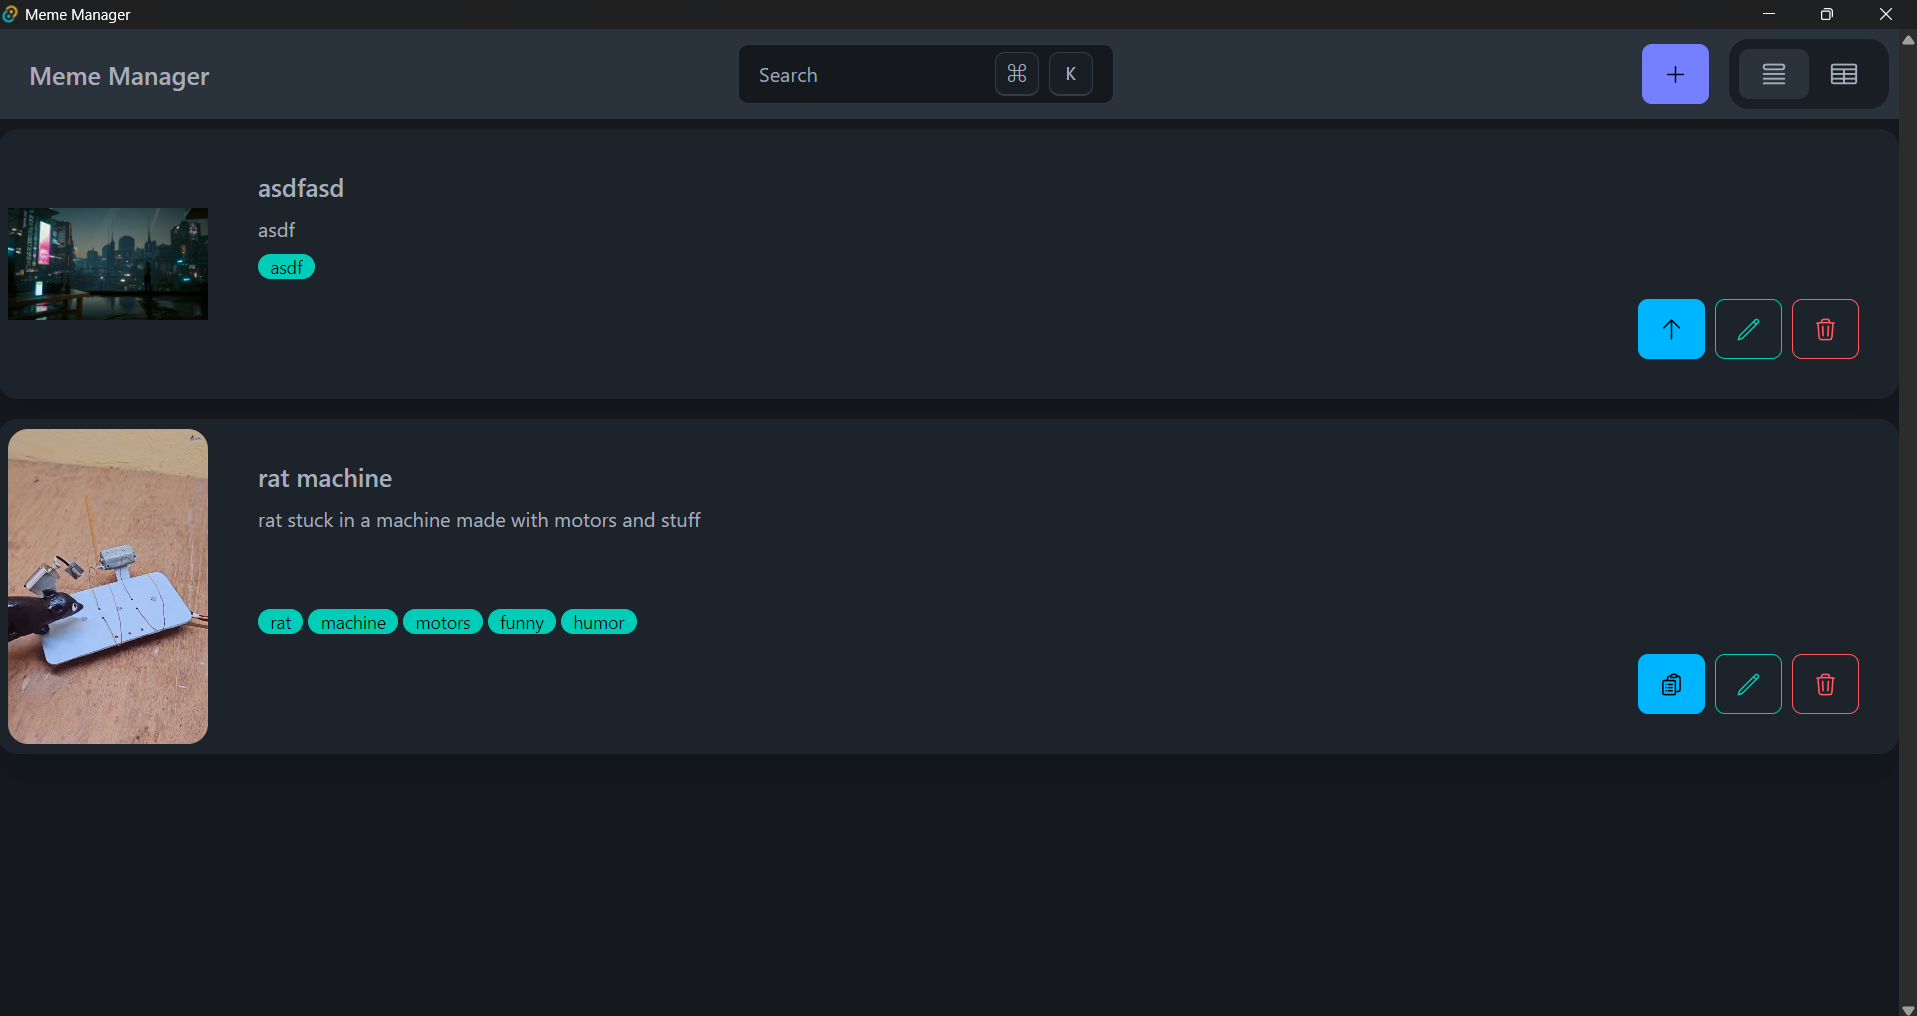 Meme Manager
Meme Manager
Search ⌘ K
asdfasd
asdf
asdf
rat machine
rat stuck in a machine made with motors and stuff
rat machine motors funny humor